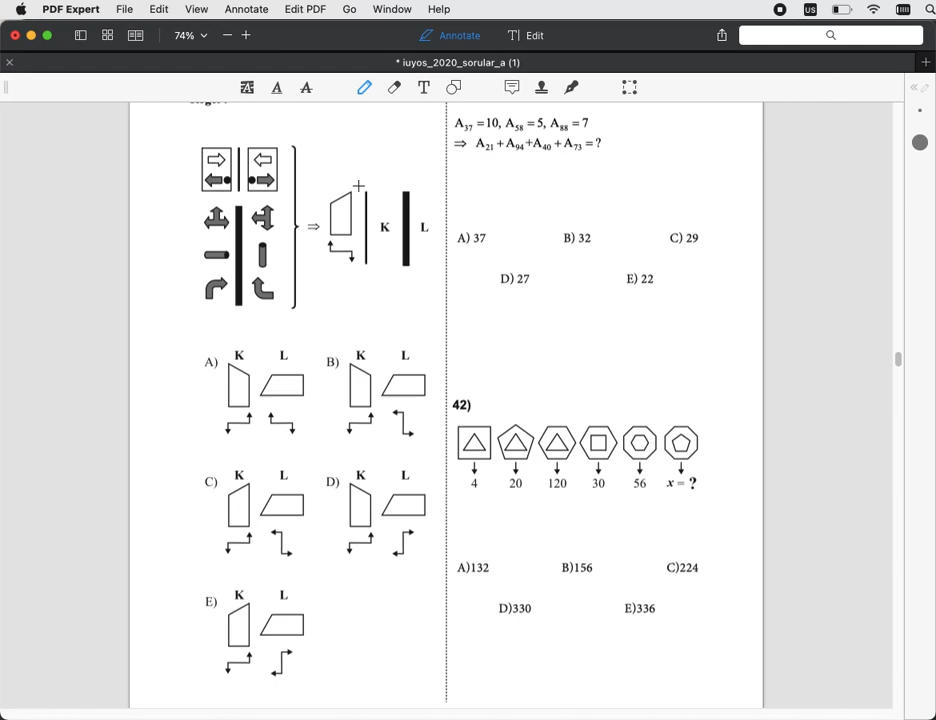 PDF Expert File Edit View Annotate Edit PDF Go Window Help US
74% Annotate Edit
* iuyos_2020_sorular_a (1)
A A A T
K L
A) K L B) K L
C) K L D) K L
E) K L
A37 =10, A58 =5, A88 =7
⇒ A21 +A94 +A40 +A73 =?
A) 37 B) 32 C) 29
D) 27 E) 22
42)
4 20 120 30 56 x = ?
A)132 B)156 C)224
D)330 E)336